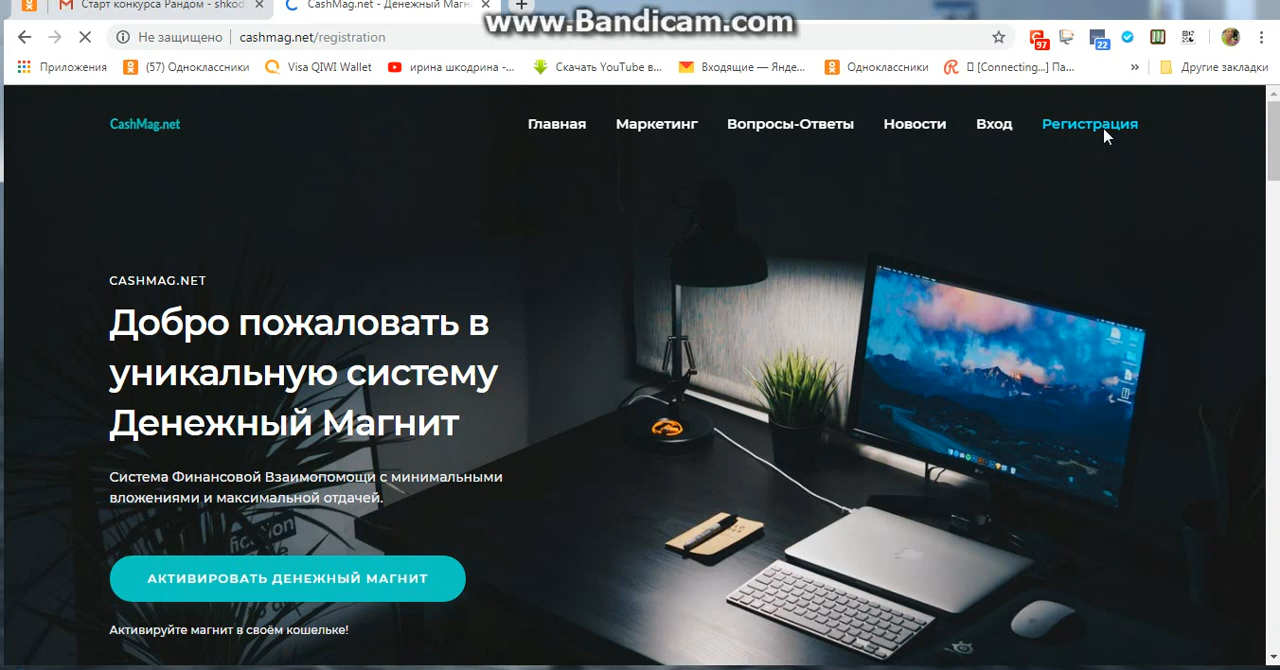 Старт конкурса Рандом - shkod
CashMag.net - Денежный Магн
www.Bandicam.com
Не защищено
cashmag.net/registration
97
22
Приложения
(57) Одноклассники
Visa QIWI Wallet
ирина шкодрина -...
Скачать YouTube в...
Входящие — Янде...
Одноклассники
[Connecting...] Па...
»
Другие закладки
CashMag.net
Главная
Маркетинг
Вопросы-Ответы
Новости
Вход
Регистрация
CASHMAG.NET
Добро пожаловать в
уникальную систему
Денежный Магнит
Система Финансовой Взаимопомощи с минимальными
вложениями и максимальной отдачей.
АКТИВИРОВАТЬ ДЕНЕЖНЫЙ МАГНИТ
Активируйте магнит в своём кошельке!